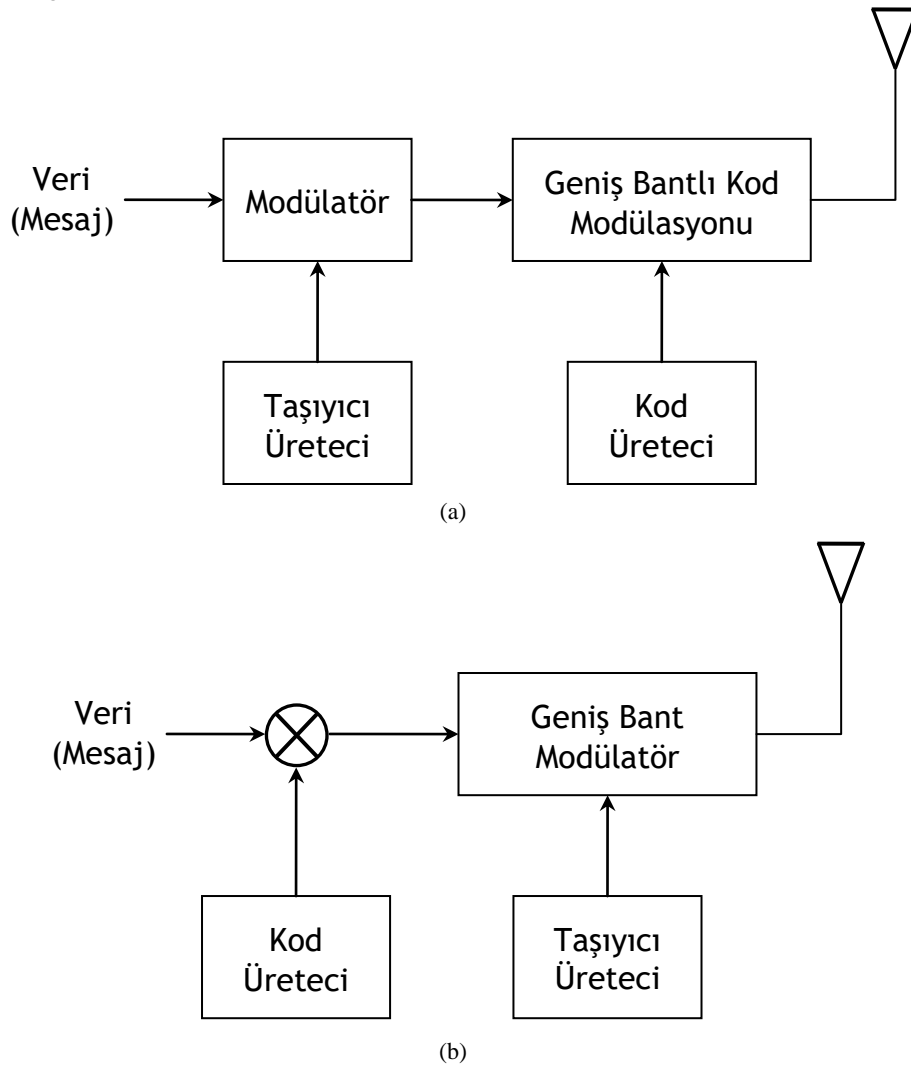 Veri
(Mesaj)
Modülatör
Geniş Bantlı Kod
Modülasyonu
Taşıyıcı
Üreteci
Kod
Üreteci
(a)
Veri
(Mesaj)
Geniş Bant
Modülatör
Kod
Üreteci
Taşıyıcı
Üreteci
(b)